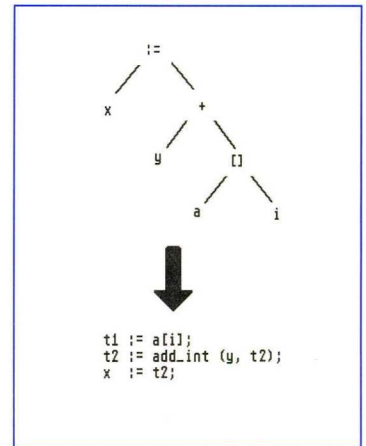 :=
x +
y []
a i
t1 := a[i];
t2 := add_int (y, t2);
x := t2;